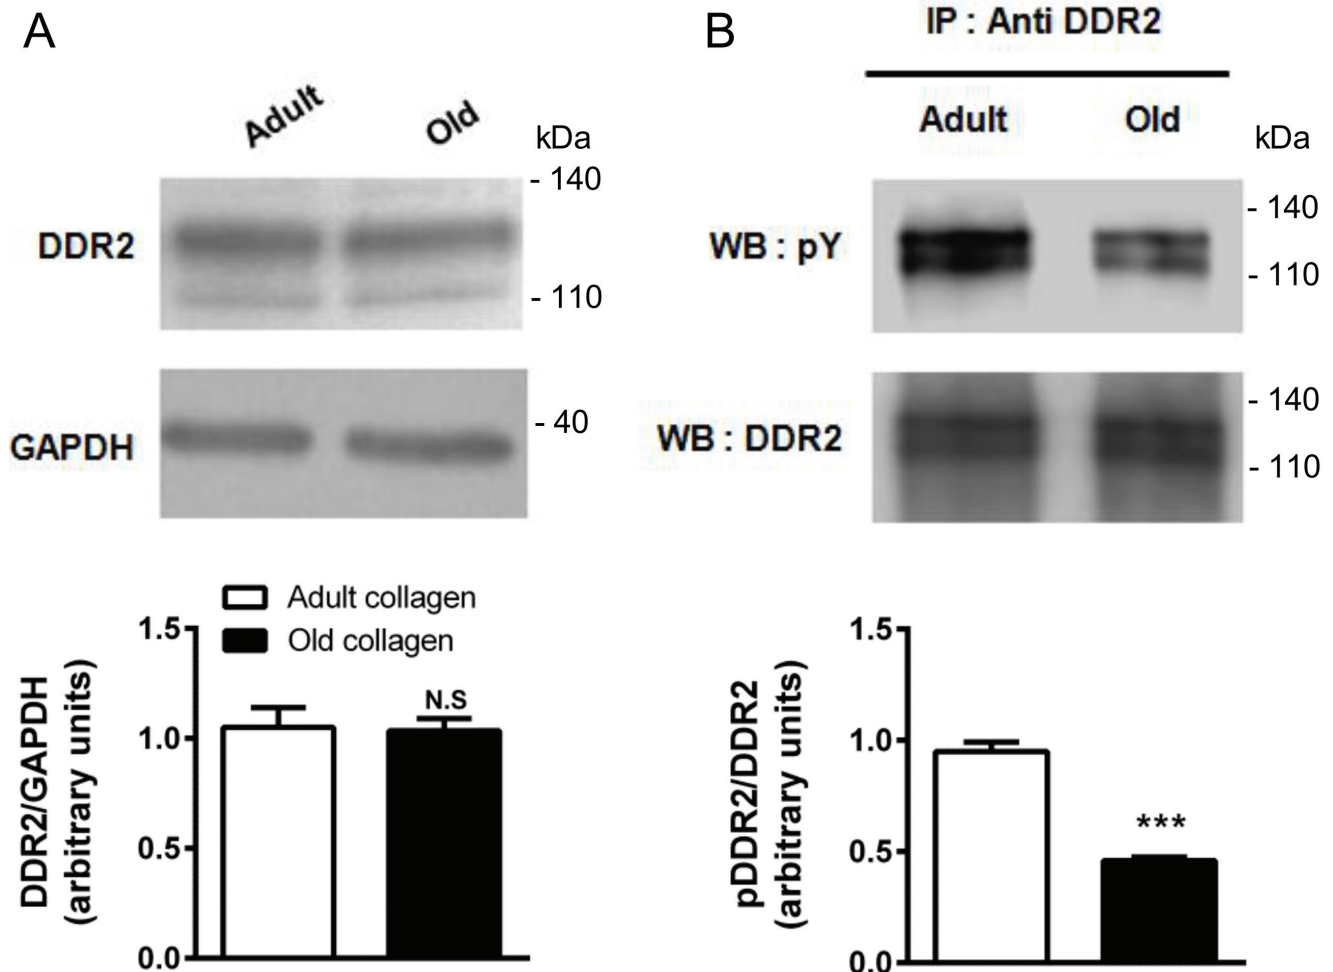 A
Adult
Old
kDa
- 140
DDR2
- 110
GAPDH
- 40
Adult collagen
Old collagen
1.5
1.0
0.5
0.0
N.S
DDR2/GAPDH
(arbitrary units)
B
IP : Anti DDR2
Adult
Old
kDa
- 140
WB : pY
- 110
- 140
WB : DDR2
- 110
1.5
1.0
0.5
0.0
***
pDDR2/DDR2
(arbitrary units)